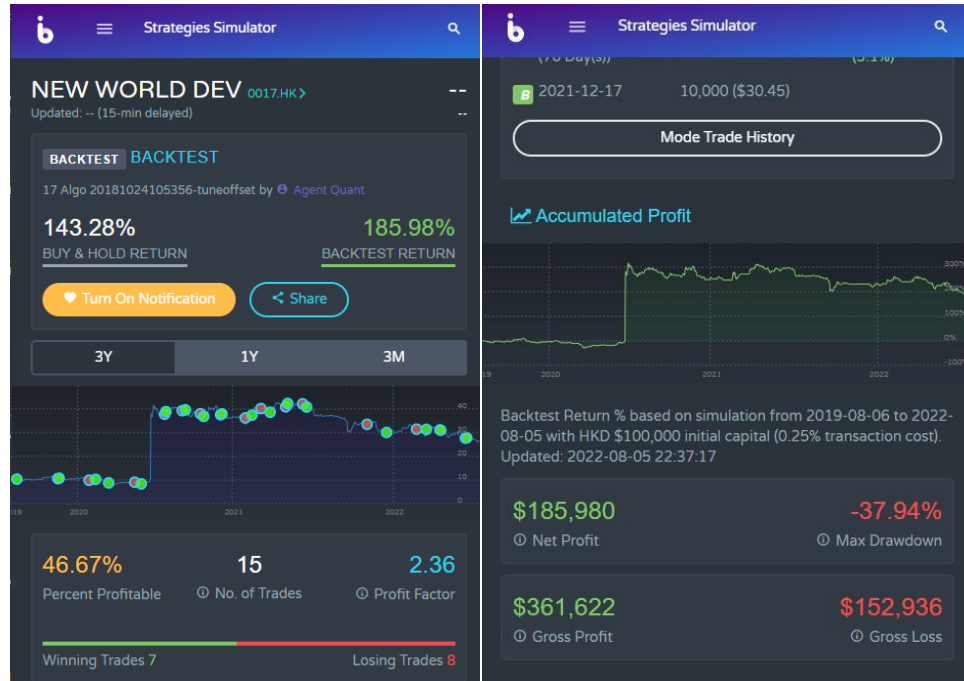 Strategies Simulator
NEW WORLD DEV 0017.HK >
--
Updated: -- (15-min delayed)
--
BACKTEST BACKTEST
17 Algo 20181024105356-tuneoffset by Agent Quant
143.28%
185.98%
BUY & HOLD RETURN
BACKTEST RETURN
Turn On Notification
Share
3Y 1Y 3M
40
30
20
10
0
19 2020 2021 2022
46.67% 15 2.36
Percent Profitable No. of Trades Profit Factor
Winning Trades 7
Losing Trades 8
Strategies Simulator
B 2021-12-17 10,000 ($30.45)
Mode Trade History
Accumulated Profit
300%
200%
100%
0%
-100%
19 2020 2021 2022
Backtest Return % based on simulation from 2019-08-06 to 2022-
08-05 with HKD $100,000 initial capital (0.25% transaction cost).
Updated: 2022-08-05 22:37:17
$185,980 -37.94%
Net Profit Max Drawdown
$361,622 $152,936
Gross Profit Gross Loss